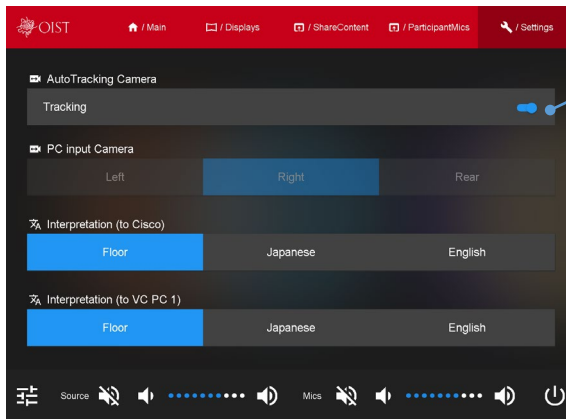 OIST
/ Main
/ Displays
/ ShareContent
/ ParticipantMics
/ Settings
AutoTracking Camera
Tracking
PC input Camera
Left
Right
Rear
Interpretation (to Cisco)
Floor
Japanese
English
Interpretation (to VC PC 1)
Floor
Japanese
English
Source
Mics